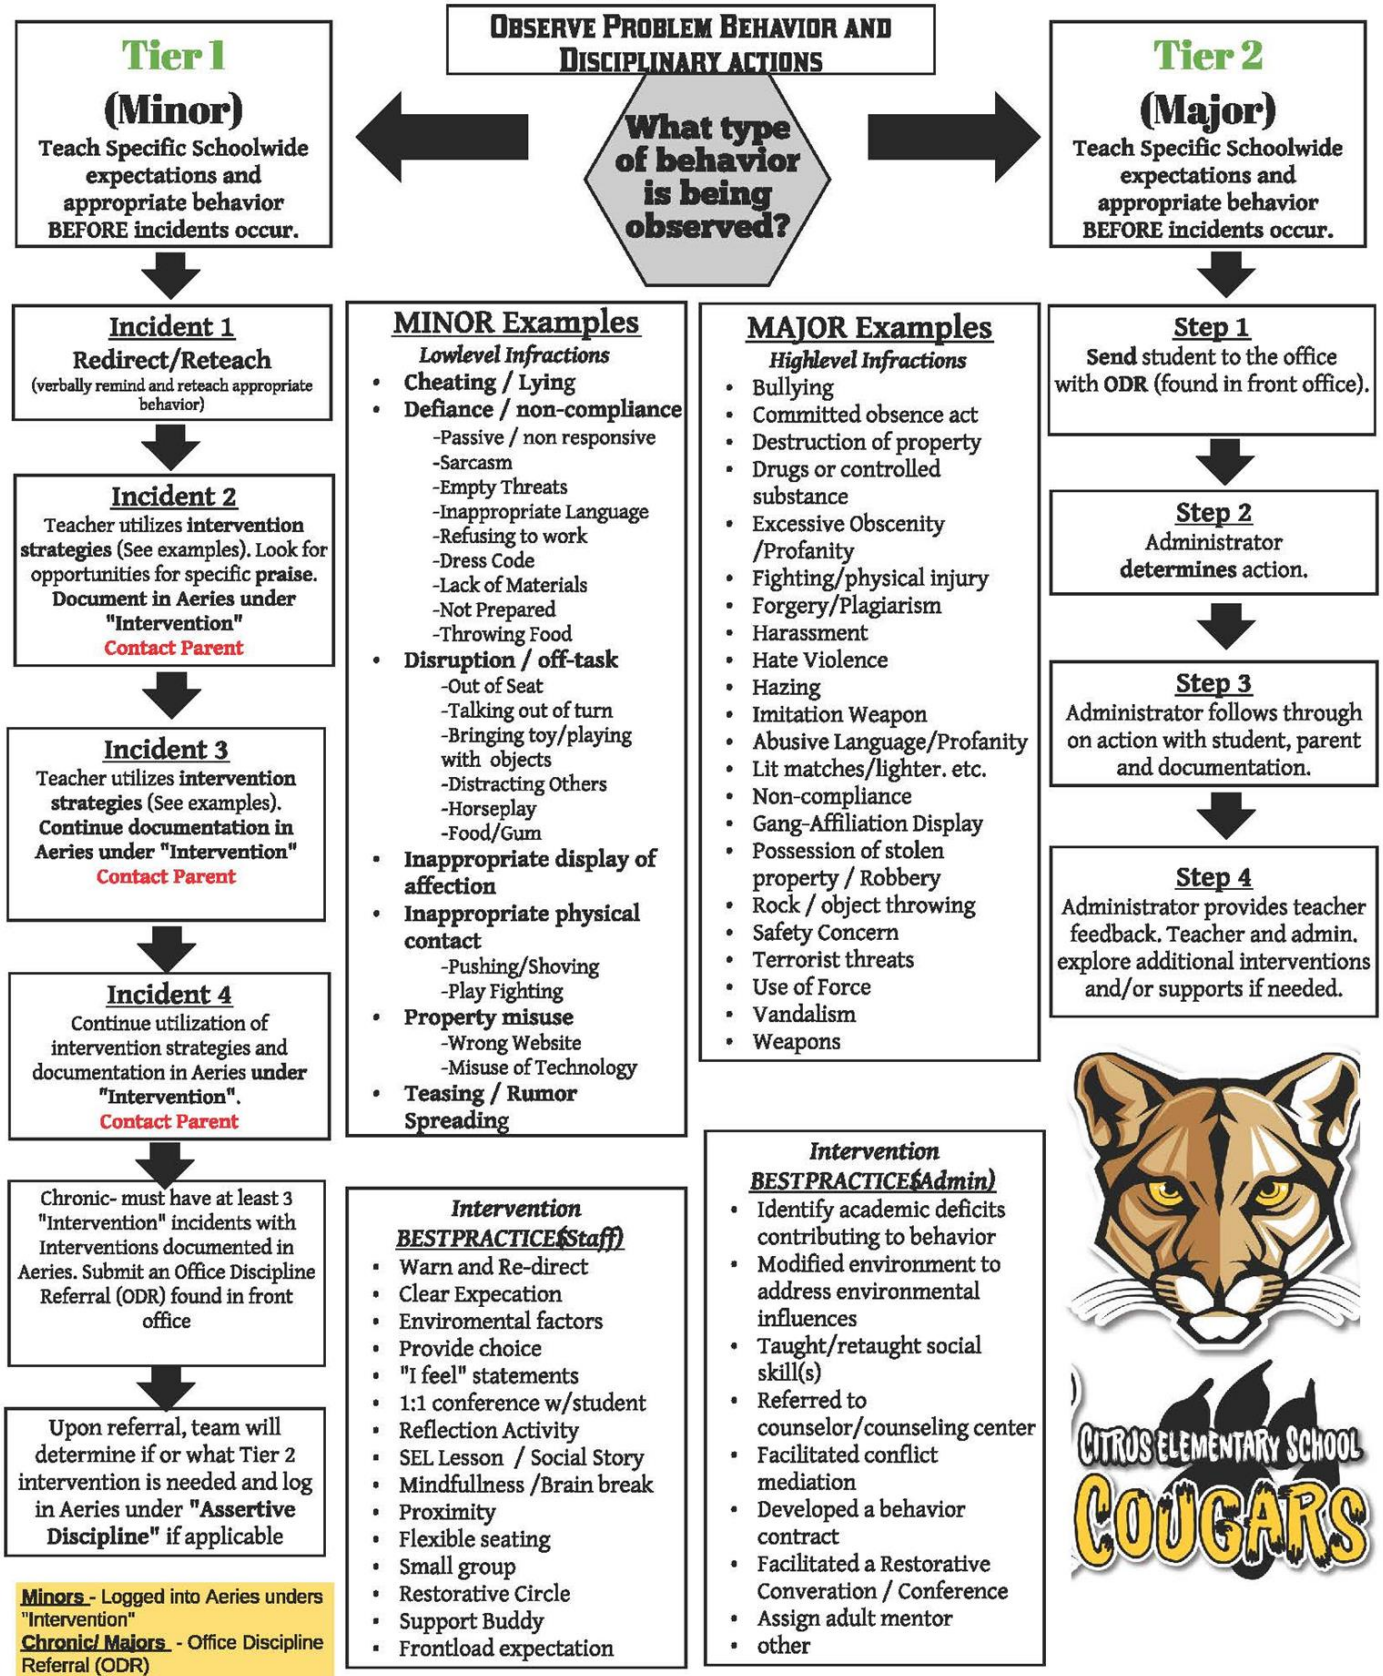 OBSERVE PROBLEM BEHAVIOR AND
DISCIPLINARY ACTIONS
What type
of behavior
is being
observed?
Tier 1
(Minor)
Teach Specific Schoolwide
expectations and
appropriate behavior
BEFORE incidents occur.
Incident 1
Redirect/Reteach
(verbally remind and reteach appropriate
behavior)
Incident 2
Teacher utilizes intervention
strategies (See examples). Look for
opportunities for specific praise.
Document in Aeries under
"Intervention"
Contact Parent
Incident 3
Teacher utilizes intervention
strategies (See examples).
Continue documentation in
Aeries under "Intervention"
Contact Parent
Incident 4
Continue utilization of
intervention strategies and
documentation in Aeries under
"Intervention".
Contact Parent
Chronic- must have at least 3
"Intervention" incidents with
Interventions documented in
Aeries. Submit an Office Discipline
Referral (ODR) found in front
office
Upon referral, team will
determine if or what Tier 2
intervention is needed and log
in Aeries under "Assertive
Discipline" if applicable
Minors - Logged into Aeries unders
"Intervention"
Chronic/ Majors - Office Discipline
Referral (ODR)
MINOR Examples
Lowlevel Infractions
• Cheating / Lying
• Defiance / non-compliance
-Passive / non responsive
-Sarcasm
-Empty Threats
-Inappropriate Language
-Refusing to work
-Dress Code
-Lack of Materials
-Not Prepared
-Throwing Food
• Disruption / off-task
-Out of Seat
-Talking out of turn
-Bringing toy/playing
with objects
-Distracting Others
-Horseplay
-Food/Gum
• Inappropriate display of
affection
• Inappropriate physical
contact
-Pushing/Shoving
-Play Fighting
• Property misuse
-Wrong Website
-Misuse of Technology
• Teasing / Rumor
Spreading
Intervention
BESTPRACTICE$(Staff)
• Warn and Re-direct
• Clear Expecation
• Enviromental factors
• Provide choice
• "I feel" statements
• 1:1 conference w/student
• Reflection Activity
• SEL Lesson / Social Story
• Mindfullness /Brain break
• Proximity
• Flexible seating
• Small group
• Restorative Circle
• Support Buddy
• Frontload expectation
MAJOR Examples
Highlevel Infractions
• Bullying
• Committed obsence act
• Destruction of property
• Drugs or controlled
substance
• Excessive Obscenity
/Profanity
• Fighting/physical injury
• Forgery/Plagiarism
• Harassment
• Hate Violence
• Hazing
• Imitation Weapon
• Abusive Language/Profanity
• Lit matches/lighter. etc.
• Non-compliance
• Gang-Affiliation Display
• Possession of stolen
property / Robbery
• Rock / object throwing
• Safety Concern
• Terrorist threats
• Use of Force
• Vandalism
• Weapons
Intervention
BESTPRACTICE$(Admin)
• Identify academic deficits
contributing to behavior
• Modified environment to
address environmental
influences
• Taught/retaught social
skill(s)
• Referred to
counselor/counseling center
• Facilitated conflict
mediation
• Developed a behavior
contract
• Facilitated a Restorative
Converation / Conference
• Assign adult mentor
• other
Tier 2
(Major)
Teach Specific Schoolwide
expectations and
appropriate behavior
BEFORE incidents occur.
Step 1
Send student to the office
with ODR (found in front office).
Step 2
Administrator
determines action.
Step 3
Administrator follows through
on action with student, parent
and documentation.
Step 4
Administrator provides teacher
feedback. Teacher and admin.
explore additional interventions
and/or supports if needed.
CITRUS ELEMENTARY SCHOOL
COUGARS